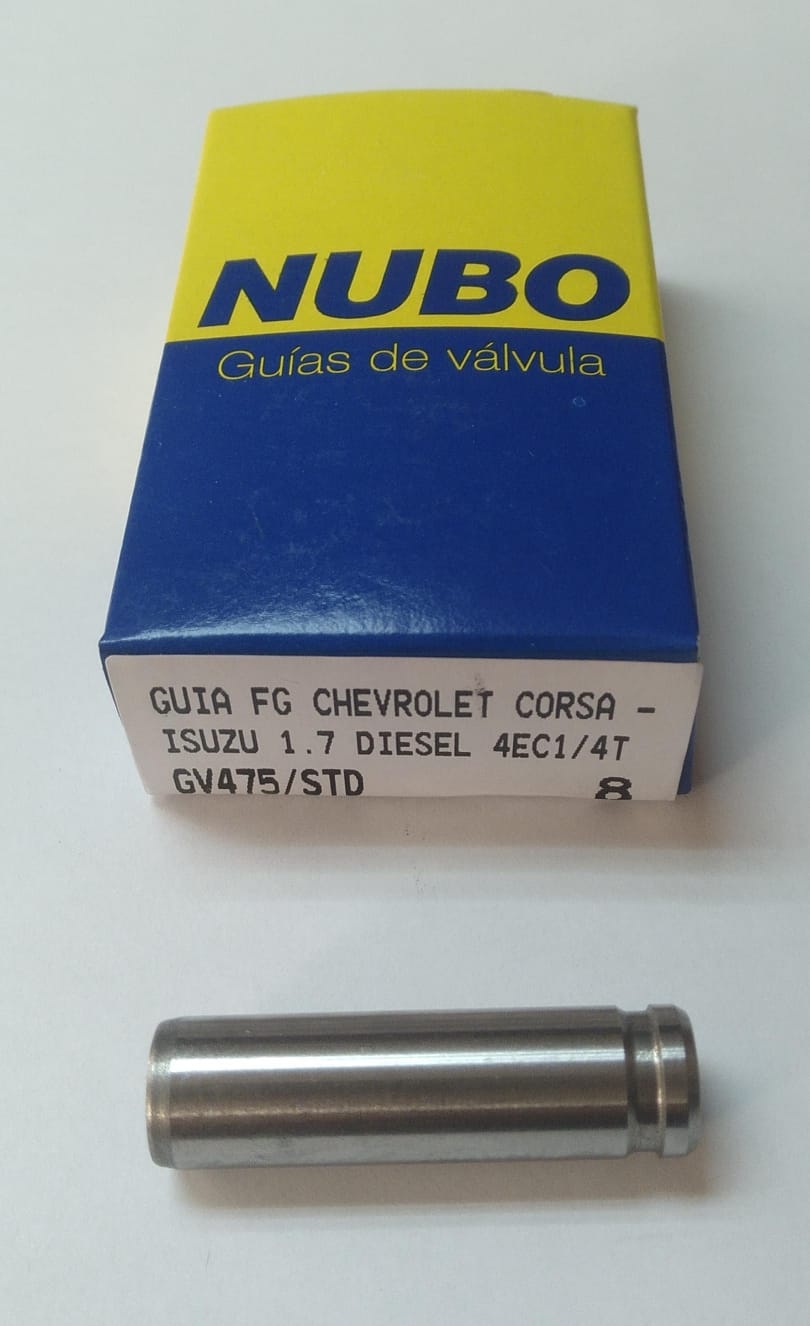 NUBO
Guías de válvula
GUIA FG CHEVROLET CORSA -
ISUZU 1.7 DIESEL 4EC1/4T
GV475/STD 8